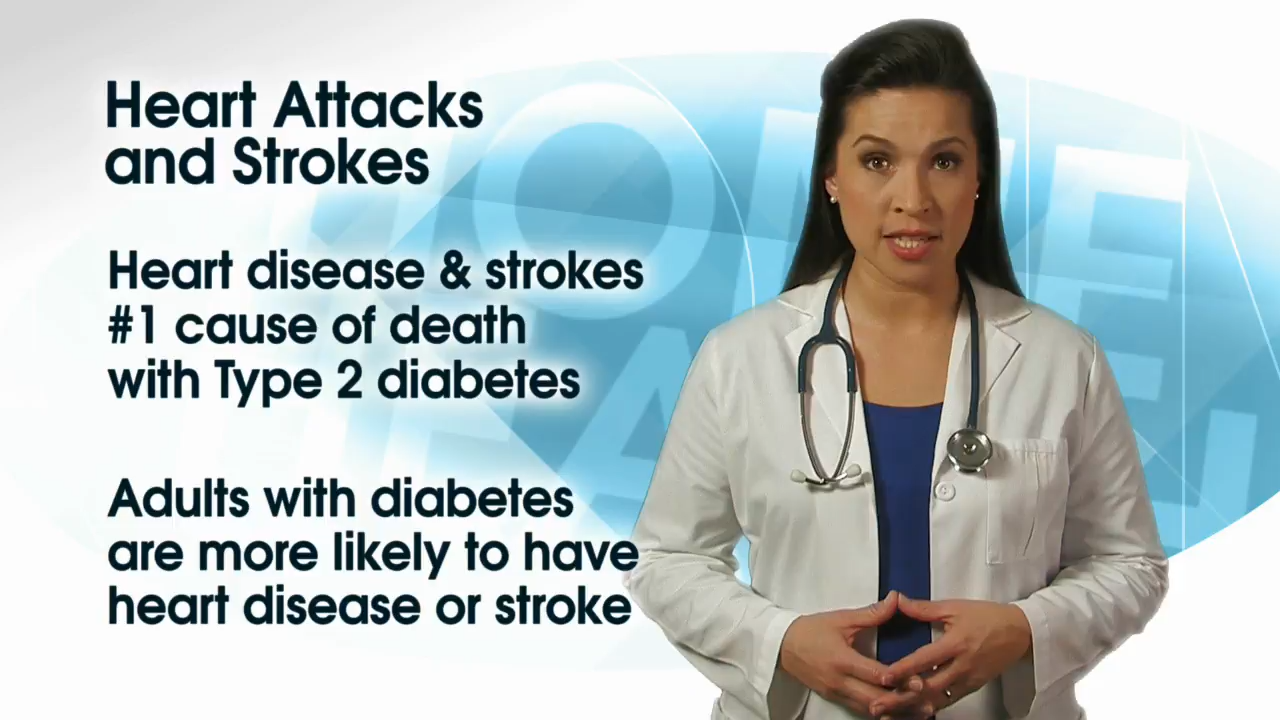 Heart Attacks
and Strokes
Heart disease & strokes
#1 cause of death
with Type 2 diabetes
Adults with diabetes
are more likely to have
heart disease or stroke